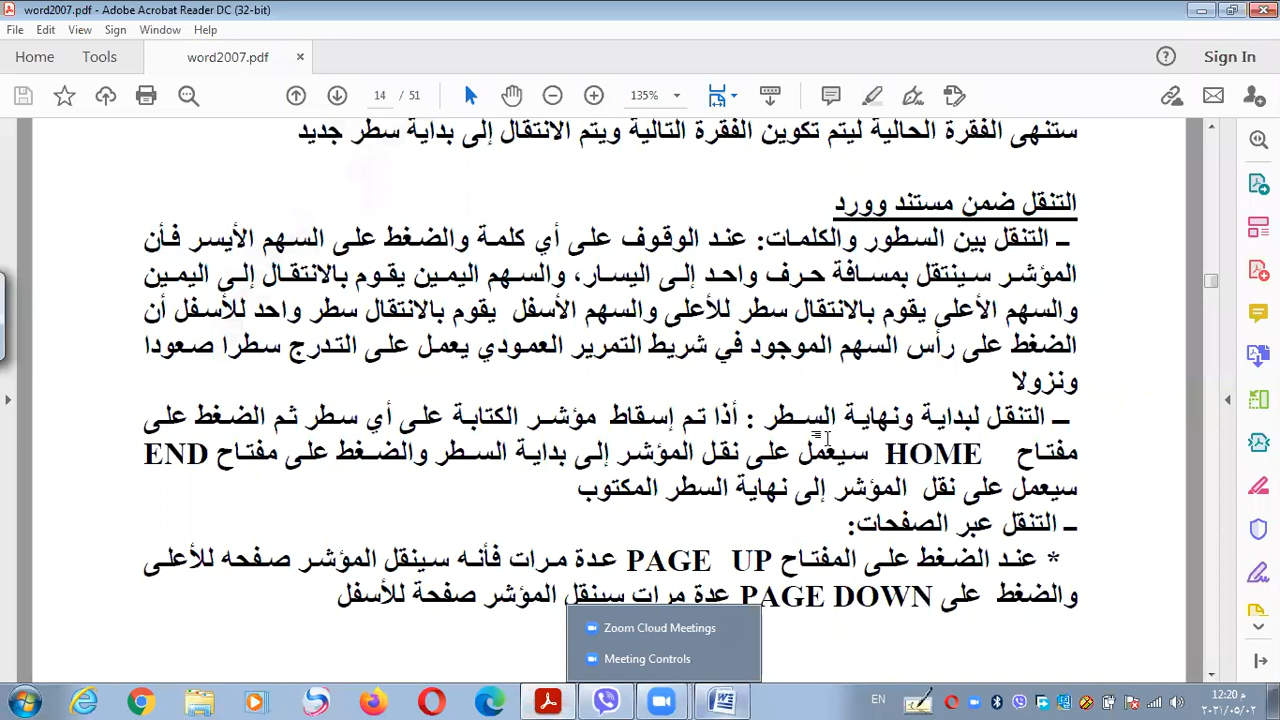 word2007.pdf - Adobe Acrobat Reader DC (32-bit)
File Edit View Sign Window Help
Home Tools word2007.pdf × Sign In
14 / 51 135%
ستنهى الفقرة الحالية ليتم تكوين الفقرة التالية ويتم الانتقال إلى بداية سطر جديد
التنقل ضمن مستند وورد
ـ التنقل بين السطور والكلمات: عند الوقوف على أي كلمة والضغط على السهم الأيسر فأن
المؤشر سينتقل بمسافة حرف واحد إلى اليسار، والسهم اليمين يقوم بالانتقال إلى اليمين
والسهم الأعلى يقوم بالانتقال سطر للأعلى والسهم الأسفل يقوم بالانتقال سطر واحد للأسفل أن
الضغط على رأس السهم الموجود في شريط التمرير العمودي يعمل على التدرج سطرا صعودا
ونزولا
ـ التنقل لبداية ونهاية السطر : أذا تم إسقاط مؤشر الكتابة على أي سطر ثم الضغط على
مفتاح HOME سيعمل على نقل المؤشر إلى بداية السطر والضغط على مفتاح END
سيعمل على نقل المؤشر إلى نهاية السطر المكتوب
ـ التنقل عبر الصفحات:
* عند الضغط على المفتاح PAGE UP عدة مرات فأنه سينقل المؤشر صفحه للأعلى
والضغط على PAGE DOWN عدة مرات سينقل المؤشر صفحة للأسفل
Zoom Cloud Meetings
Meeting Controls
EN
12:20 م
٢٠٢١/٠٥/٠٢